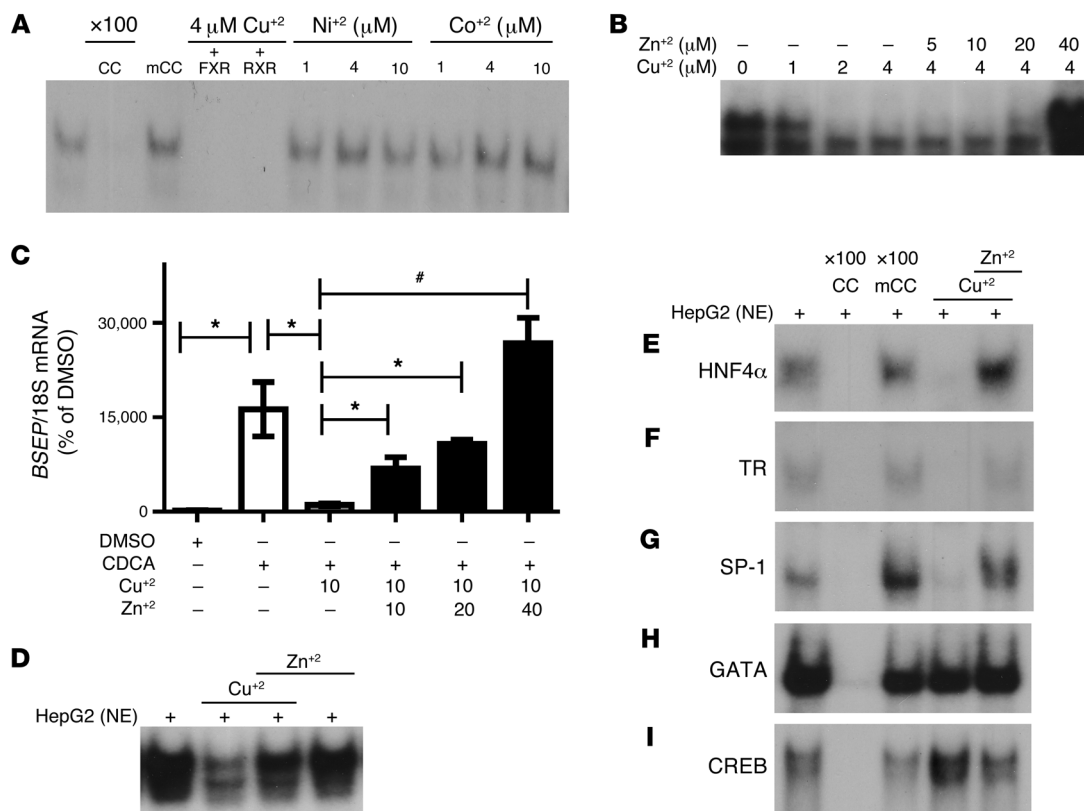 A
×100
4 μM Cu⁺²
Ni⁺² (μM)
Co⁺² (μM)
CC
mCC
+
FXR
+
RXR
1
4
10
1
4
10
B
Zn⁺² (μM)
–
–
–
–
5
10
20
40
Cu⁺² (μM)
0
1
2
4
4
4
4
4
C
BSEP/18S mRNA
(% of DMSO)
30,000
15,000
0
*
*
#
*
*
DMSO
+
–
–
–
–
–
CDCA
–
+
+
+
+
+
Cu⁺²
–
–
10
10
10
10
Zn⁺²
–
–
–
10
20
40
D
Zn⁺²
Cu⁺²
HepG2 (NE)
+
+
+
+
×100
CC
×100
mCC
Zn⁺²
Cu⁺²
HepG2 (NE)
+
+
+
+
+
E
HNF4α
F
TR
G
SP-1
H
GATA
I
CREB